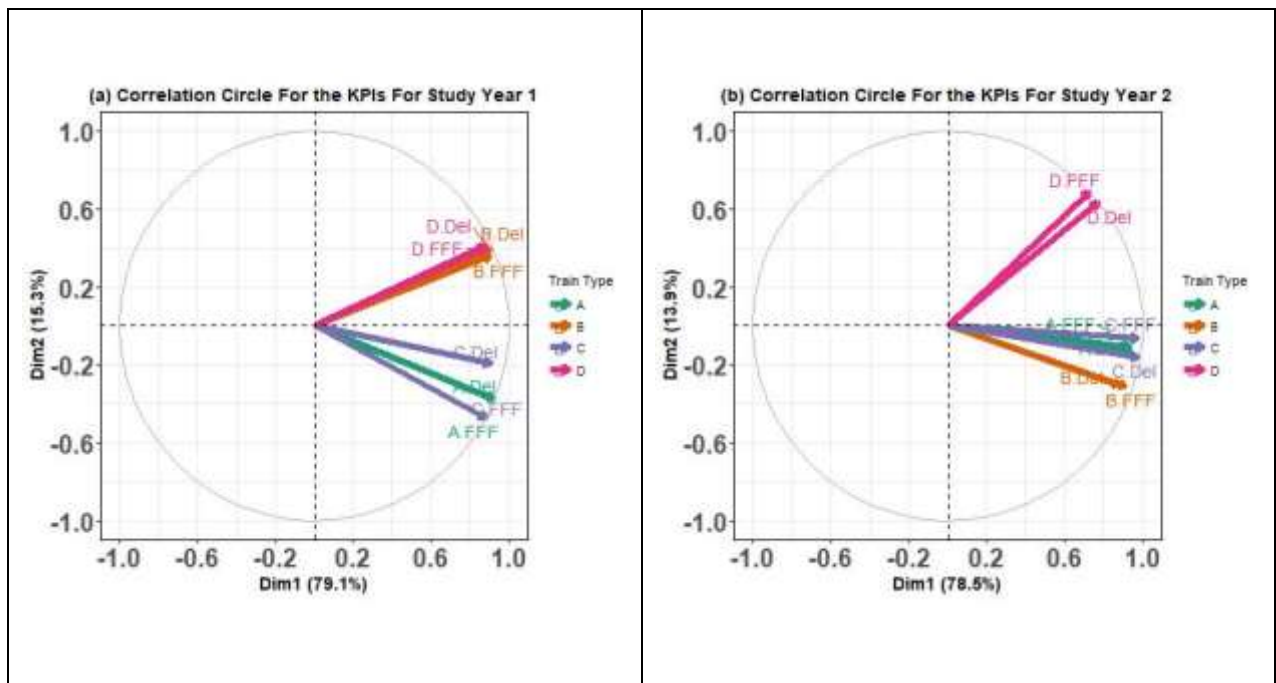 (a) Correlation Circle For the KPIs For Study Year 1
1.0
0.6
0.2
-0.2
-0.6
-1.0
Dim2 (15.3%)
D.Del
B.Del
D.FFF
B.FFF
C.Del
C.FFF
A.FFF
-1.0 -0.6 -0.2 0.2 0.6 1.0
Dim1 (79.1%)
Train Type
A
B
C
D
(b) Correlation Circle For the KPIs For Study Year 2
1.0
0.6
0.2
-0.2
-0.6
-1.0
Dim2 (13.9%)
D.FFF
D.Del
A.FFF
C.FFF
C.Del
B.Del
B.FFF
-1.0 -0.6 -0.2 0.2 0.6 1.0
Dim1 (78.5%)
Train Type
A
B
C
D